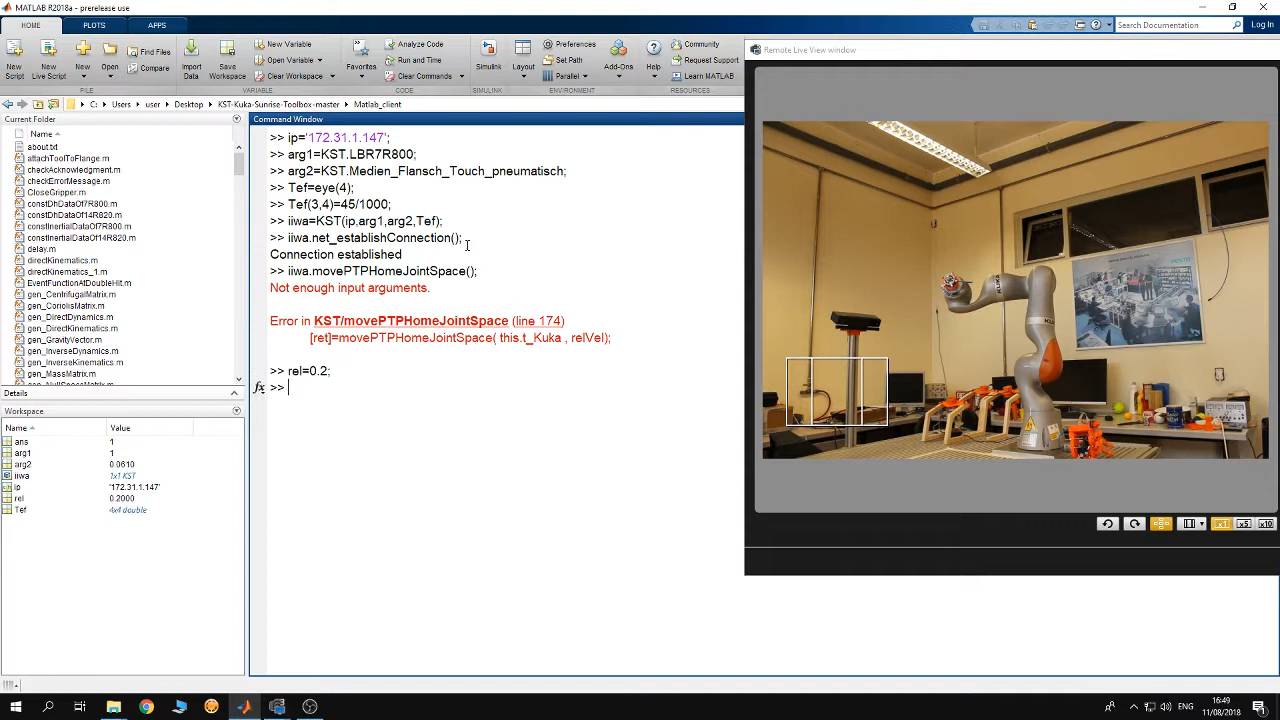 MATLAB R2018a - prerelease use
HOME
PLOTS
APPS
Search Documentation
Log In
New Script
New Live Script
New
Open
Find Files
Compare
FILE
Import Data
Save Workspace
New Variable
Open Variable
Clear Workspace
VARIABLE
Favorites
Analyze Code
Run and Time
Clear Commands
CODE
Simulink
SIMULINK
Layout
Preferences
Set Path
Parallel
ENVIRONMENT
Add-Ons
Help
Community
Request Support
Learn MATLAB
RESOURCES
C: Users user Desktop KST-Kuka-Sunrise-Toolbox-master Matlab_client
Current Folder
Name
about.txt
attachToolToFlange.m
checkAcknowledgment.m
checkErrorMessage.m
CloseGripper.m
constDhDataOf7R800.m
constDhDataOf14R820.m
constInertialDataOf7R800.m
constInertialDataOf14R820.m
delay.m
directKinematics.m
directKinematics_1.m
EventFunctionAtDoubleHit.m
gen_CentrifugalMatrix.m
gen_CoriolisMatrix.m
gen_DirectDynamics.m
gen_DirectKinematics.m
gen_GravityVector.m
gen_InverseDynamics.m
gen_InverseKinematics.m
gen_MassMatrix.m
gen_NullSpaceMatrix.m
Details
Workspace
Name Value
ans 1
arg1 1
arg2 0.0610
iiwa 1x1 KST
ip '172.31.1.147'
rel 0.2000
Tef 4x4 double
Command Window
>> ip='172.31.1.147';
>> arg1=KST.LBR7R800;
>> arg2=KST.Medien_Flansch_Touch_pneumatisch;
>> Tef=eye(4);
>> Tef(3,4)=45/1000;
>> iiwa=KST(ip,arg1,arg2,Tef);
>> iiwa.net_establishConnection();
Connection established
>> iiwa.movePTPHomeJointSpace();
Not enough input arguments.
Error in KST/movePTPHomeJointSpace (line 174)
[ret]=movePTPHomeJointSpace( this.t_Kuka , relVel);
>> rel=0.2;
fx >>
Remote Live View window
x1 x5 x10
ENG
16:49
11/08/2018